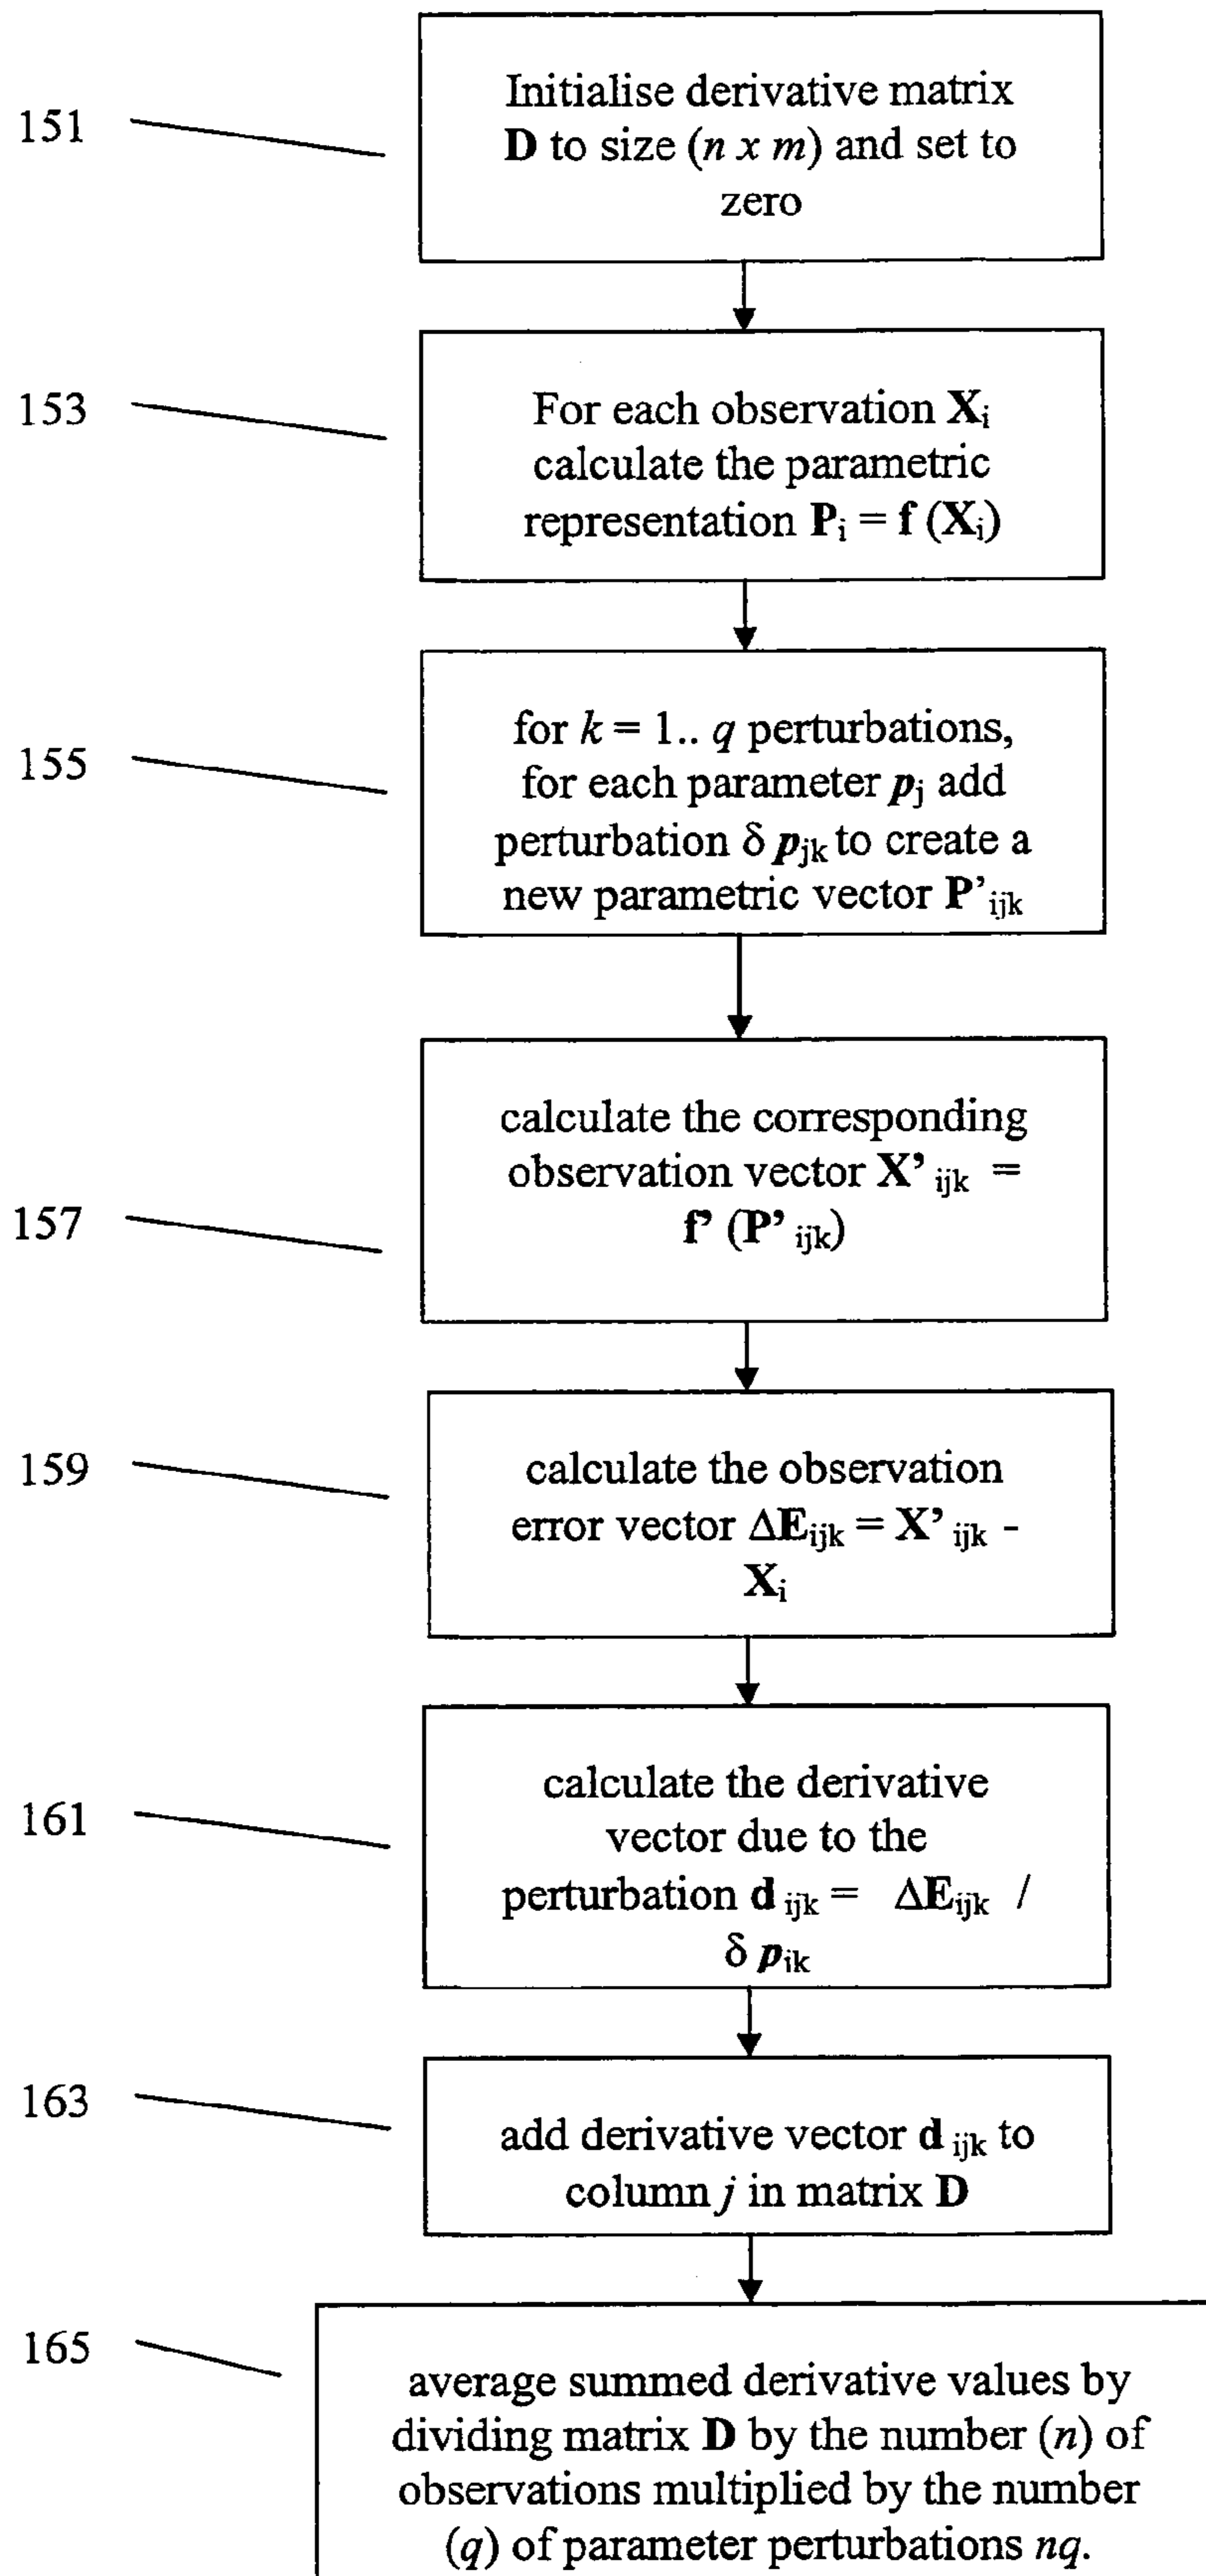 151
Initialise derivative matrix
D to size (n x m) and set to
zero
153
For each observation Xi
calculate the parametric
representation Pi = f (Xi)
155
for k = 1.. q perturbations,
for each parameter pj add
perturbation δ pjk to create a
new parametric vector P’ijk
157
calculate the corresponding
observation vector X’ ijk =
f’ (P’ ijk)
159
calculate the observation
error vector ΔEijk = X’ ijk -
Xi
161
calculate the derivative
vector due to the
perturbation d ijk = ΔEijk /
δ pik
163
add derivative vector d ijk to
column j in matrix D
165
average summed derivative values by
dividing matrix D by the number (n) of
observations multiplied by the number
(q) of parameter perturbations nq.